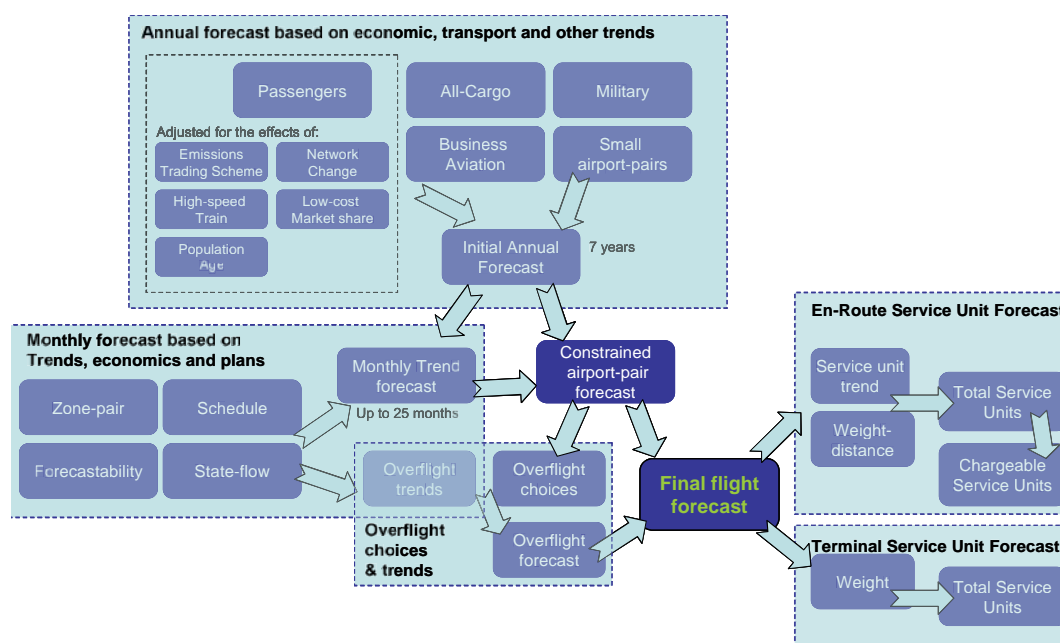 Annual forecast based on economic, transport and other trends
Passengers
All-Cargo
Military
Adjusted for the effects of:
Emissions
Trading Scheme
Network
Change
Business
Aviation
Small
airport-pairs
High-speed
Train
Low-cost
Market share
Population
Age
Initial Annual
Forecast
7 years
Monthly forecast based on
Trends, economics and plans
Monthly Trend
forecast
Up to 25 months
Zone-pair
Schedule
Forecastability
State-flow
Constrained
airport-pair
forecast
Overflight
trends
Overflight
choices
Overflight
choices
& trends
Overflight
forecast
Final flight
forecast
En-Route Service Unit Forecast
Service unit
trend
Total Service
Units
Weight-
distance
Chargeable
Service Units
Terminal Service Unit Forecast
Weight
Total Service
Units